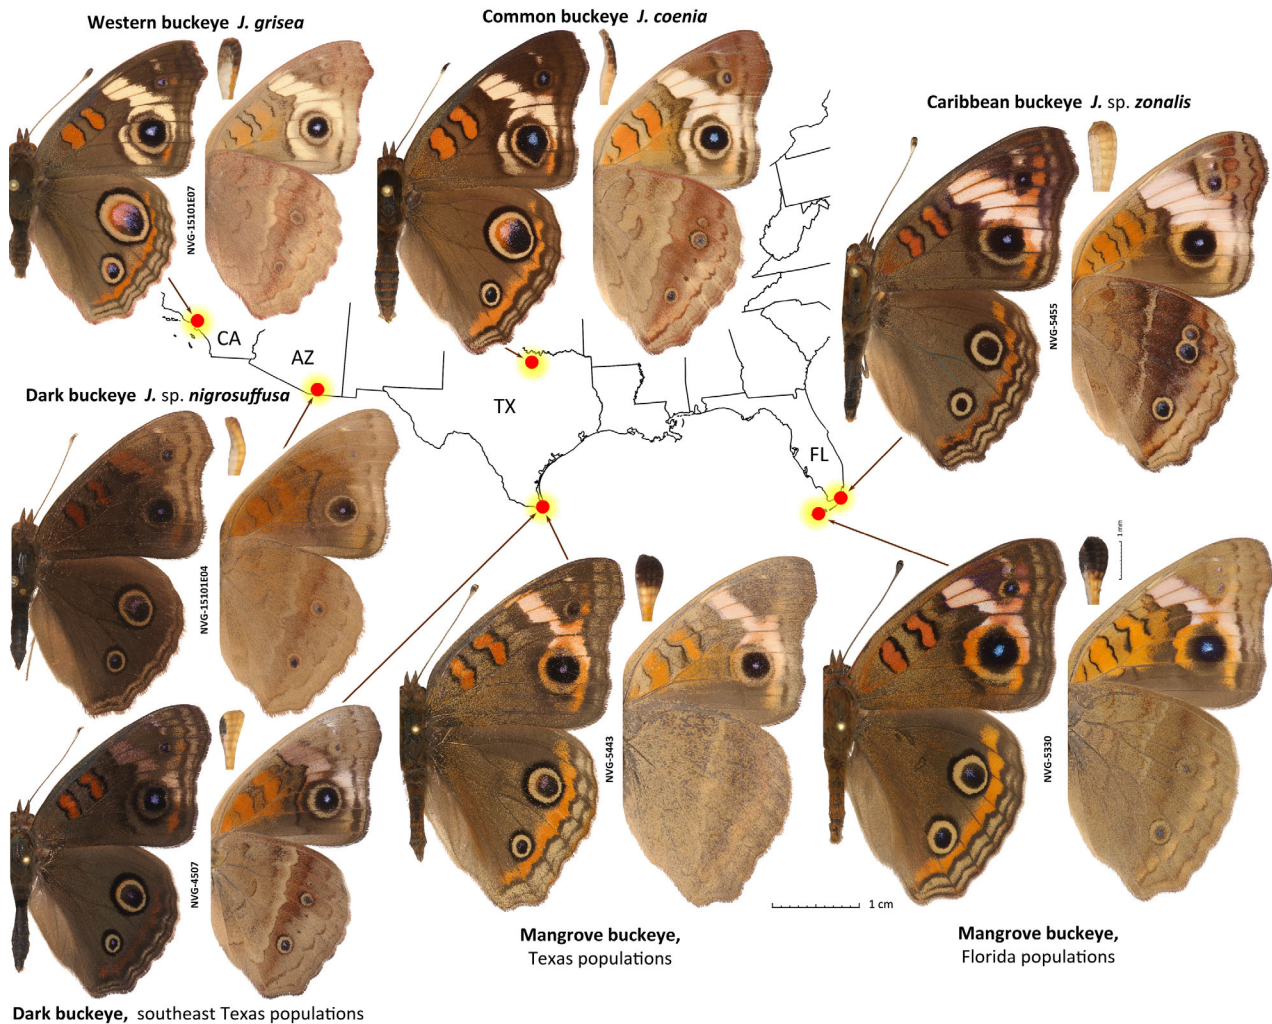 Western buckeye J. grisea
Common buckeye J. coenia
Caribbean buckeye J. sp. zonalis
NVG-15101E07
NVG-5455
CA
AZ
TX
FL
Dark buckeye J. sp. nigrosuffusa
NVG-15101E04
1 mm
NVG-5443
NVG-5330
NVG-4507
1 cm
Mangrove buckeye,
Texas populations
Mangrove buckeye,
Florida populations
Dark buckeye, southeast Texas populations